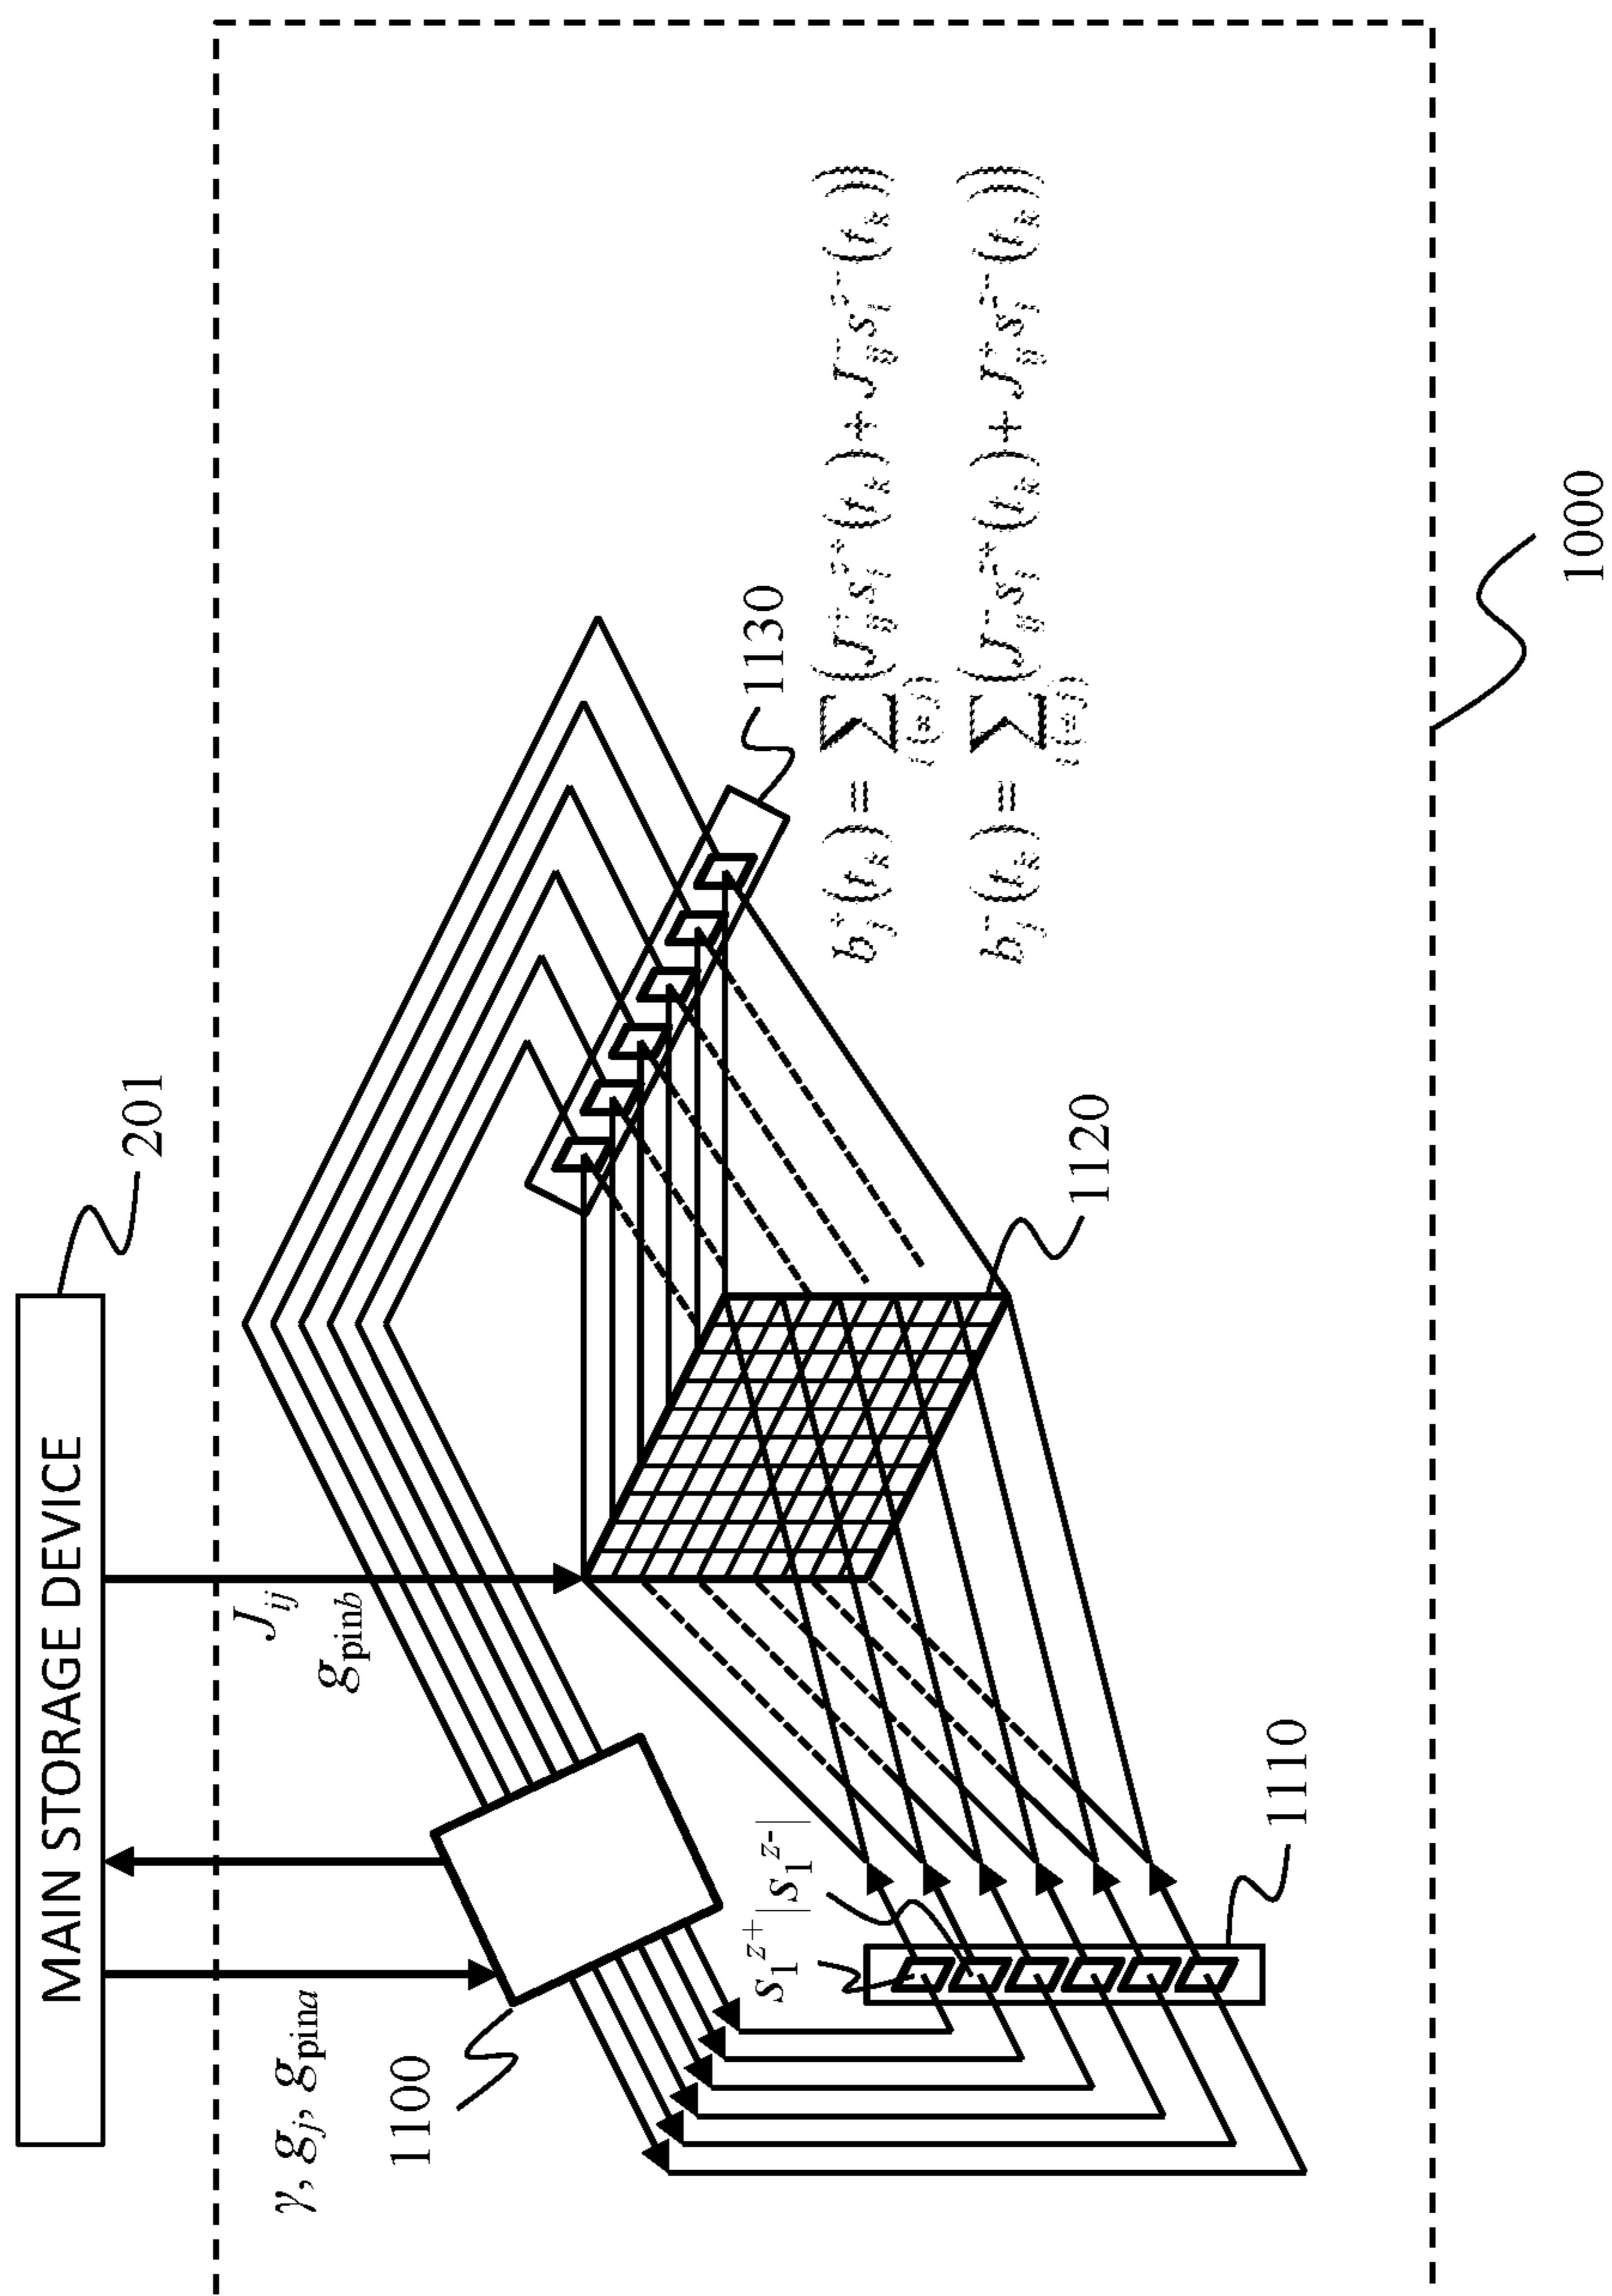 MAIN STORAGE DEVICE
201
γ, g_j, g_pina
J_ij
g_pinb
1100
s_1^{z+} |s_1^{z-}|
1110
1120
1130
b_j^+(t_k) = Σ_{i(≠j)} (J_ij^+ s_i^{z+}(t_k) + J_ij^- s_i^{z-}(t_k))
b_j^-(t_k) = Σ_{i(≠j)} (J_ij^- s_i^{z+}(t_k) + J_ij^+ s_i^{z-}(t_k))
1000